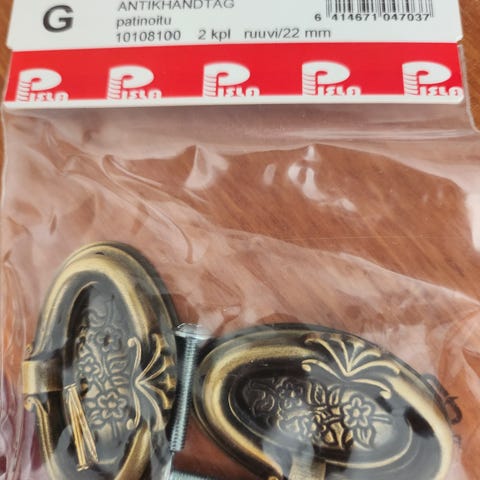 ANTIKHANDTAG
G
patinoitu
10108100 2 kpl ruuvi/22 mm
6 414671 047037
PISLA PISLA PISLA PISLA PISLA